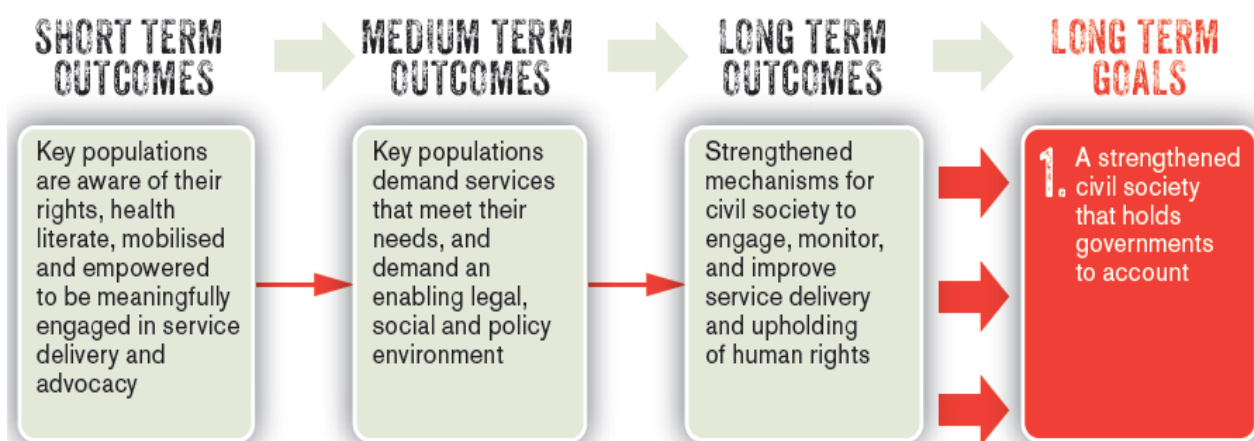 SHORT TERM
OUTCOMES
MEDIUM TERM
OUTCOMES
LONG TERM
OUTCOMES
LONG TERM
GOALS
Key populations
are aware of their
rights, health
literate, mobilised
and empowered
to be meaningfully
engaged in service
delivery and
advocacy
Key populations
demand services
that meet their
needs, and
demand an
enabling legal,
social and policy
environment
Strengthened
mechanisms for
civil society to
engage, monitor,
and improve
service delivery
and upholding
of human rights
1. A strengthened
civil society
that holds
governments
to account